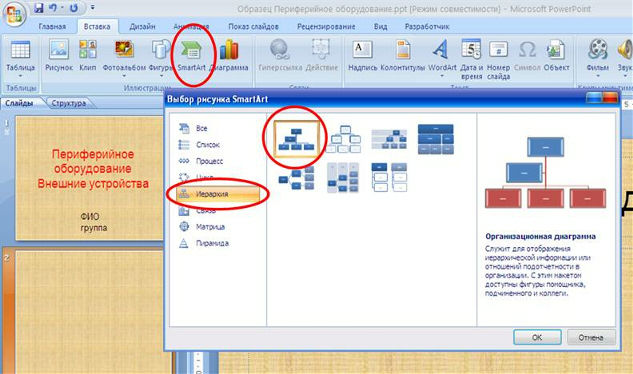 Образец Периферийное оборудование.ppt [Режим совместимости] - Microsoft PowerPoint
Главная Вставка Дизайн Анимация Показ слайдов Рецензирование Вид Разработчик
Таблица Рисунок Клип Фотоальбом Фигуры SmartArt Диаграмма Гиперссылка Действие Надпись Колонтитулы WordArt Дата и время Номер слайда Символ Объект Фильм Звук
Таблицы Иллюстрации Связи Текст
Слайды Структура
Выбор рисунка SmartArt
1
Периферийное
оборудование
Внешние устройства
ФИО
группа
2
Все
Список
Процесс
Цикл
Иерархия
Связь
Матрица
Пирамида
Организационная диаграмма
Служит для отображения
иерархической информации или
отношений подотчетности в
организации. С этим макетом
доступны фигуры помощника,
подчиненного и коллеги.
OK Отмена